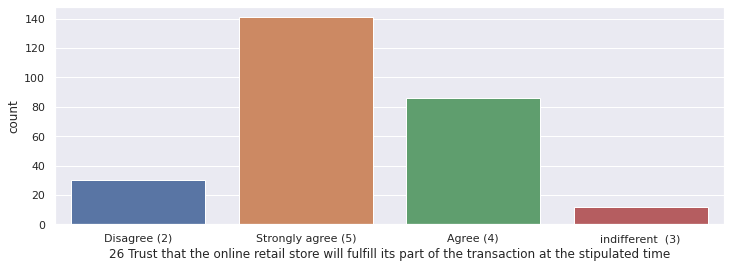 140
120
100
80
60
40
20
0
count
Disagree (2) Strongly agree (5) Agree (4) indifferent  (3)
26 Trust that the online retail store will fulfill its part of the transaction at the stipulated time